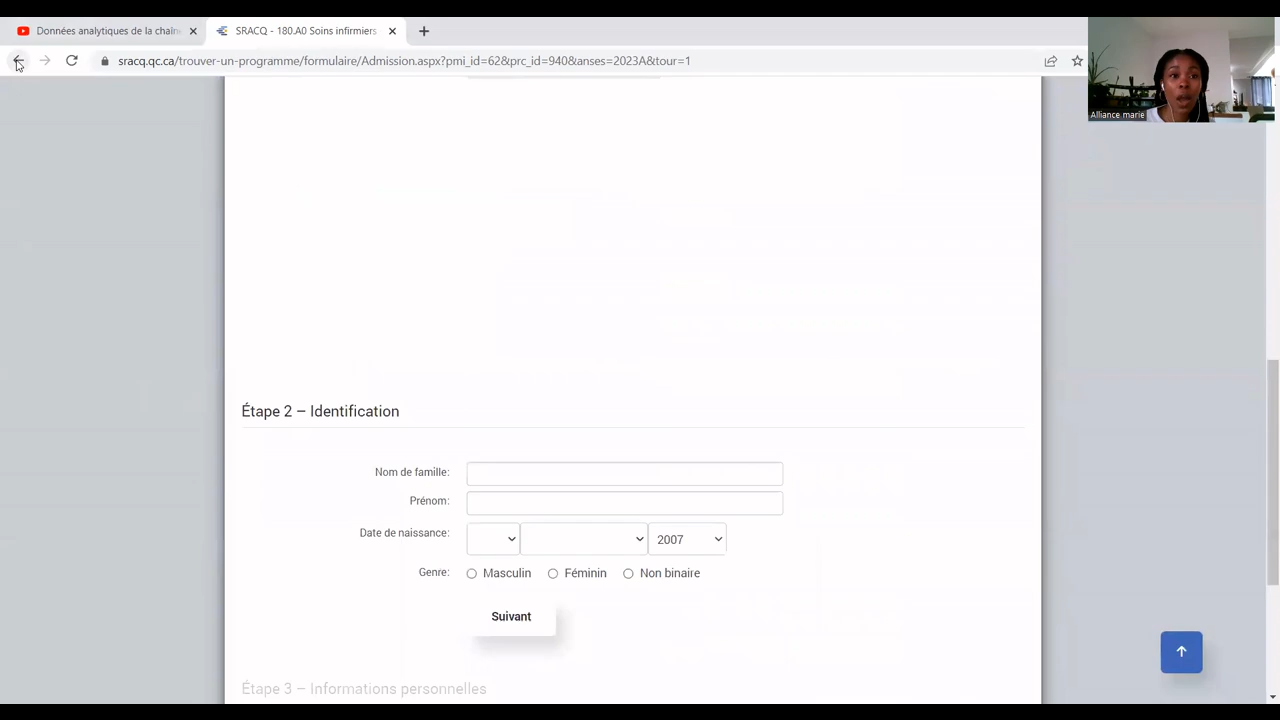 Données analytiques de la chaîn
SRACQ - 180.A0 Soins infirmiers
sracq.qc.ca/trouver-un-programme/formulaire/Admission.aspx?pmi_id=62&prc_id=940&anses=2023A&tour=1
Alliance marie
Étape 2 – Identification
Nom de famille:
Prénom:
Date de naissance:
2007
Genre:
Masculin
Féminin
Non binaire
Suivant
Étape 3 – Informations personnelles